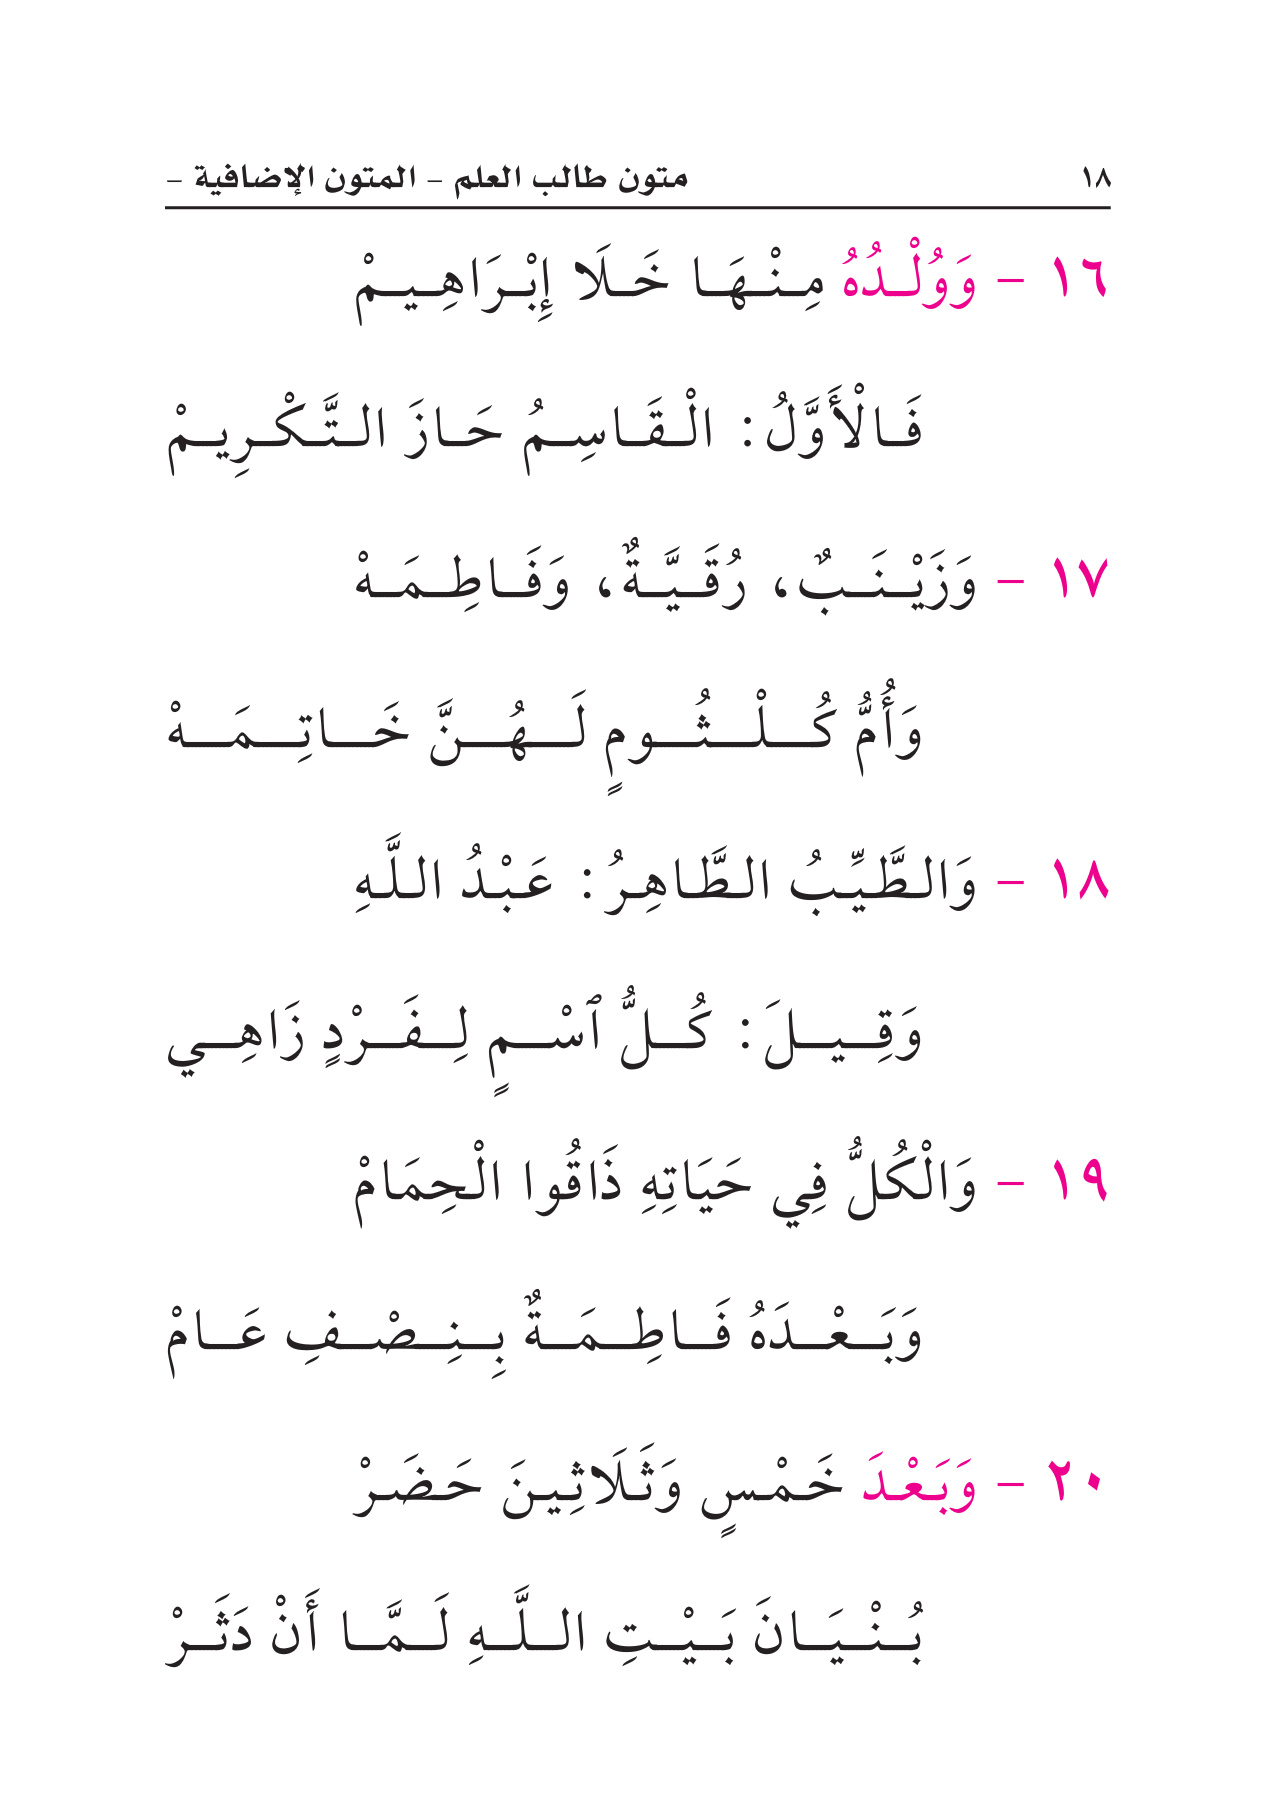 ١٨ متون طالب العلم - المتون الإضافية -
١٦ - وَوُلْدُهُ مِنْهَا خَلَا إِبْرَاهِيمْ
فَالْأَوَّلُ: الْقَاسِمُ حَازَ التَّكْرِيمْ
١٧ - وَزَيْنَبٌ، رُقَيَّةٌ، وَفَاطِمَهْ
وَأُمُّ كُلْثُومٍ لَهُنَّ خَاتِمَهْ
١٨ - وَالطَّيِّبُ الطَّاهِرُ: عَبْدُ اللَّهِ
وَقِيلَ: كُلُّ ٱسْمٍ لِفَرْدٍ زَاهِي
١٩ - وَالْكُلُّ فِي حَيَاتِهِ ذَاقُوا الْحِمَامْ
وَبَعْدَهُ فَاطِمَةٌ بِنِصْفِ عَامْ
٢٠ - وَبَعْدَ خَمْسٍ وَثَلَاثِينَ حَضَرْ
بُنْيَانَ بَيْتِ اللَّهِ لَمَّا أَنْ دَثَرْ